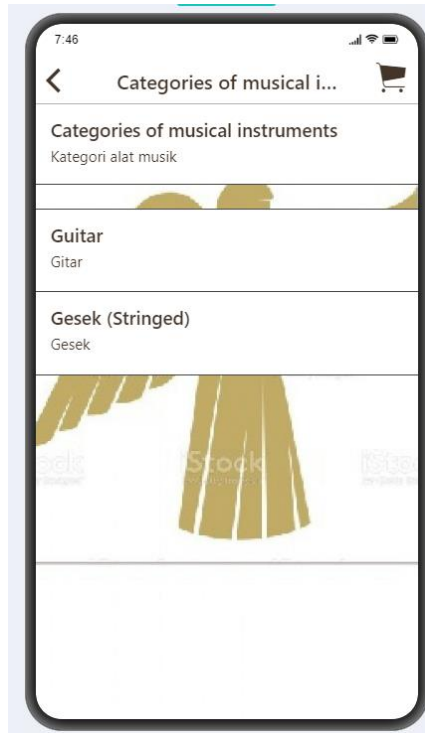 7:46
Categories of musical i...
Categories of musical instruments
Kategori alat musik
Guitar
Gitar
Gesek (Stringed)
Gesek
iStock